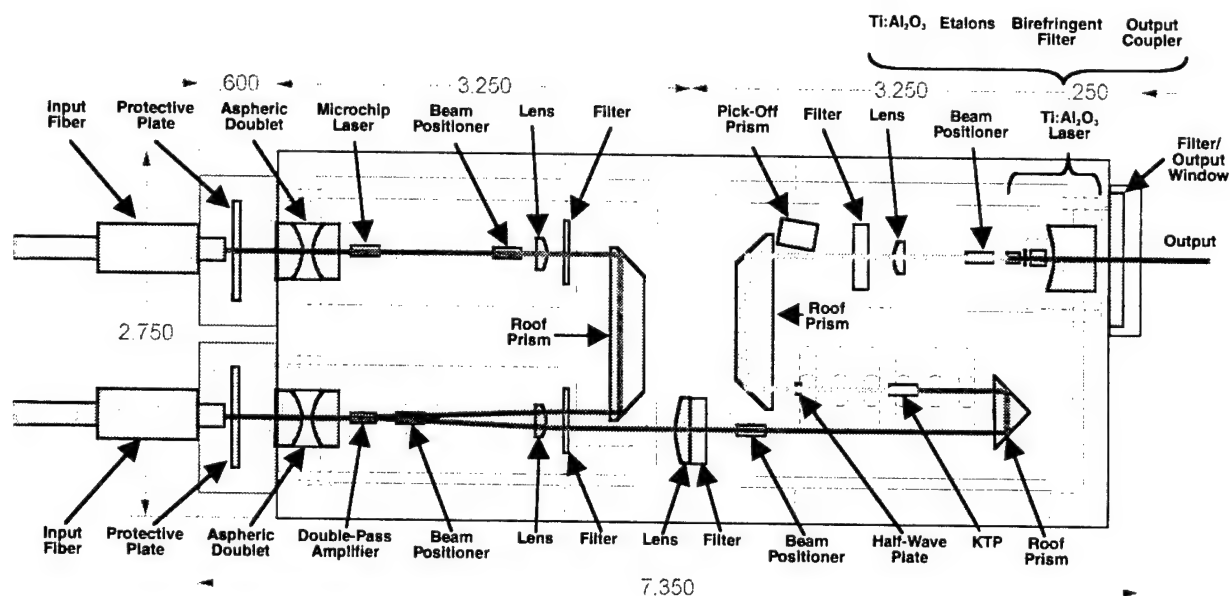 Ti:Al₂O₃ Etalons Birefringent Filter Output Coupler
.600 3.250 3.250 .250
Input Fiber
Protective Plate
Aspheric Doublet
Microchip Laser
Beam Positioner
Lens
Filter
Pick-Off Prism
Filter
Lens
Beam Positioner
Ti:Al₂O₃ Laser
Filter/ Output Window
Output
Roof Prism
Roof Prism
2.750
Input Fiber
Protective Plate
Aspheric Doublet
Double-Pass Amplifier
Beam Positioner
Lens
Filter
Lens
Filter
Beam Positioner
Half-Wave Plate
KTP
Roof Prism
7.350